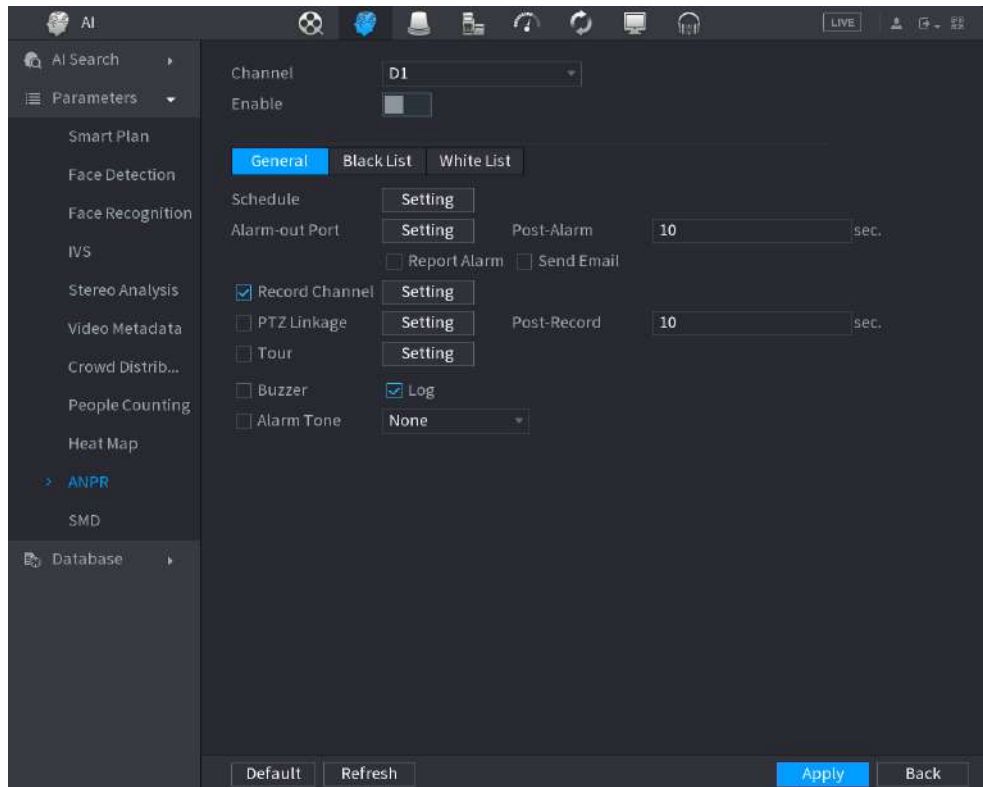 AI
LIVE
AI Search
Parameters
Smart Plan
Face Detection
Face Recognition
IVS
Stereo Analysis
Video Metadata
Crowd Distrib...
People Counting
Heat Map
ANPR
SMD
Database
Channel D1
Enable
General Black List White List
Schedule Setting
Alarm-out Port Setting Post-Alarm 10 sec.
Report Alarm Send Email
Record Channel Setting
PTZ Linkage Setting Post-Record 10 sec.
Tour Setting
Buzzer Log
Alarm Tone None
Default Refresh Apply Back